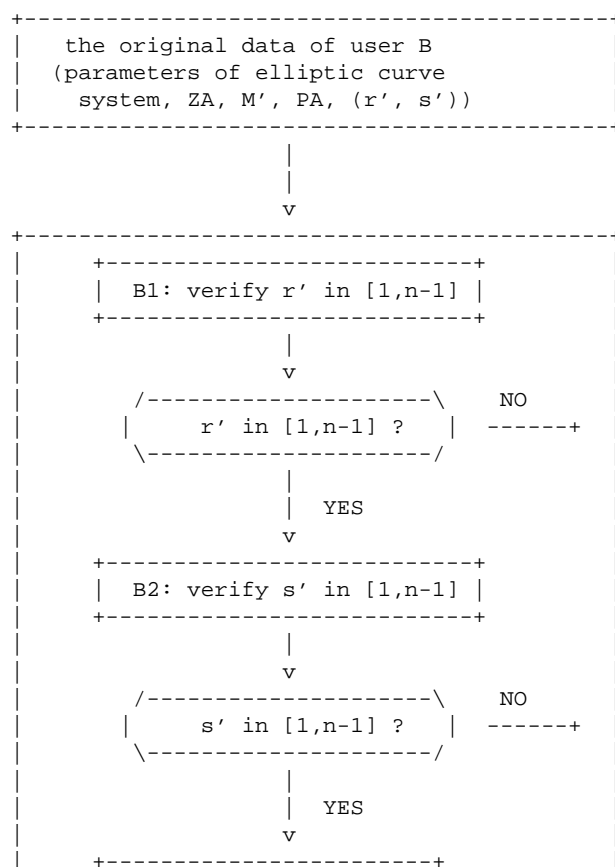 the original data of user B
(parameters of elliptic curve
system, ZA, M′, PA, (r′, s′))
B1: verify r′ in [1,n-1]
NO
r′ in [1,n-1] ?
YES
B2: verify s′ in [1,n-1]
NO
s′ in [1,n-1] ?
YES